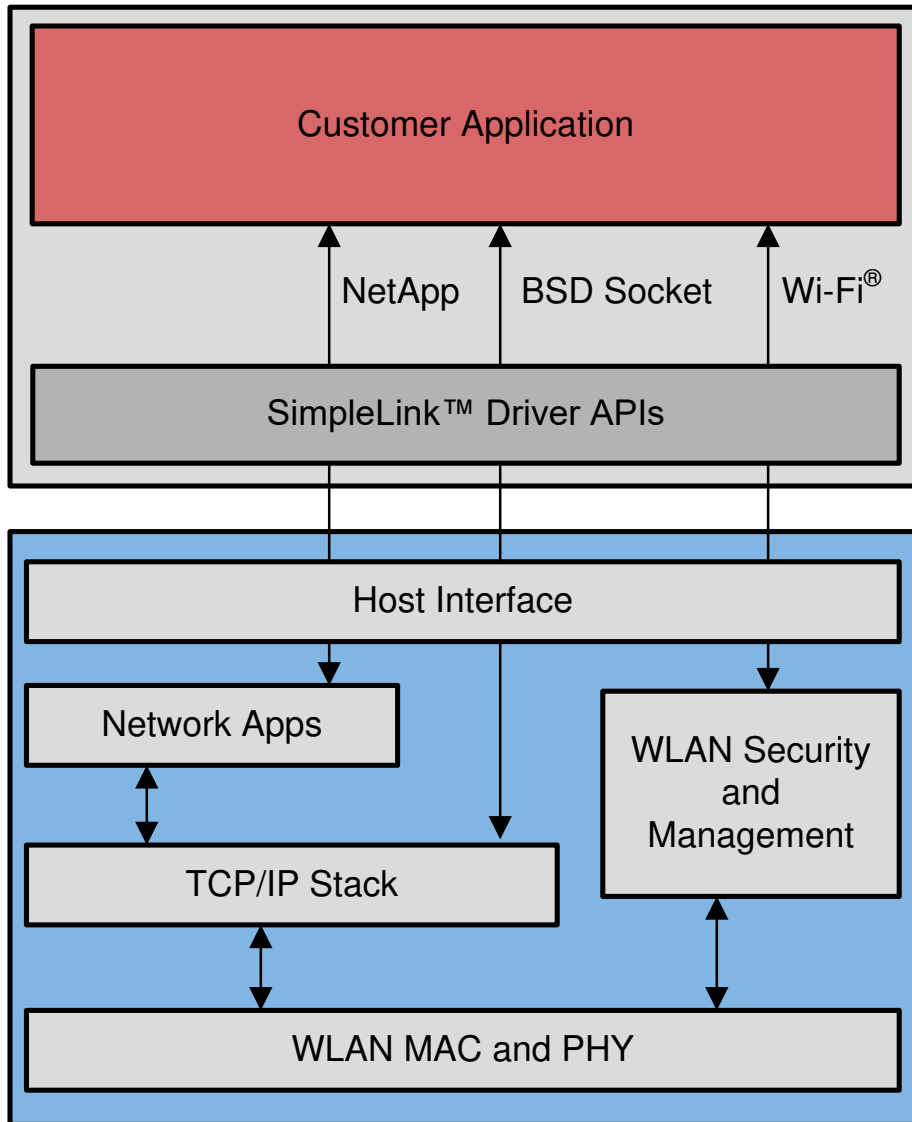 Customer Application
NetApp
BSD Socket
Wi-Fi®
SimpleLink™ Driver APIs
Host Interface
Network Apps
WLAN Security
and
Management
TCP/IP Stack
WLAN MAC and PHY